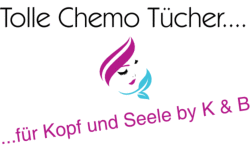 Tolle Chemo Tücher....
...für Kopf und Seele by K & B